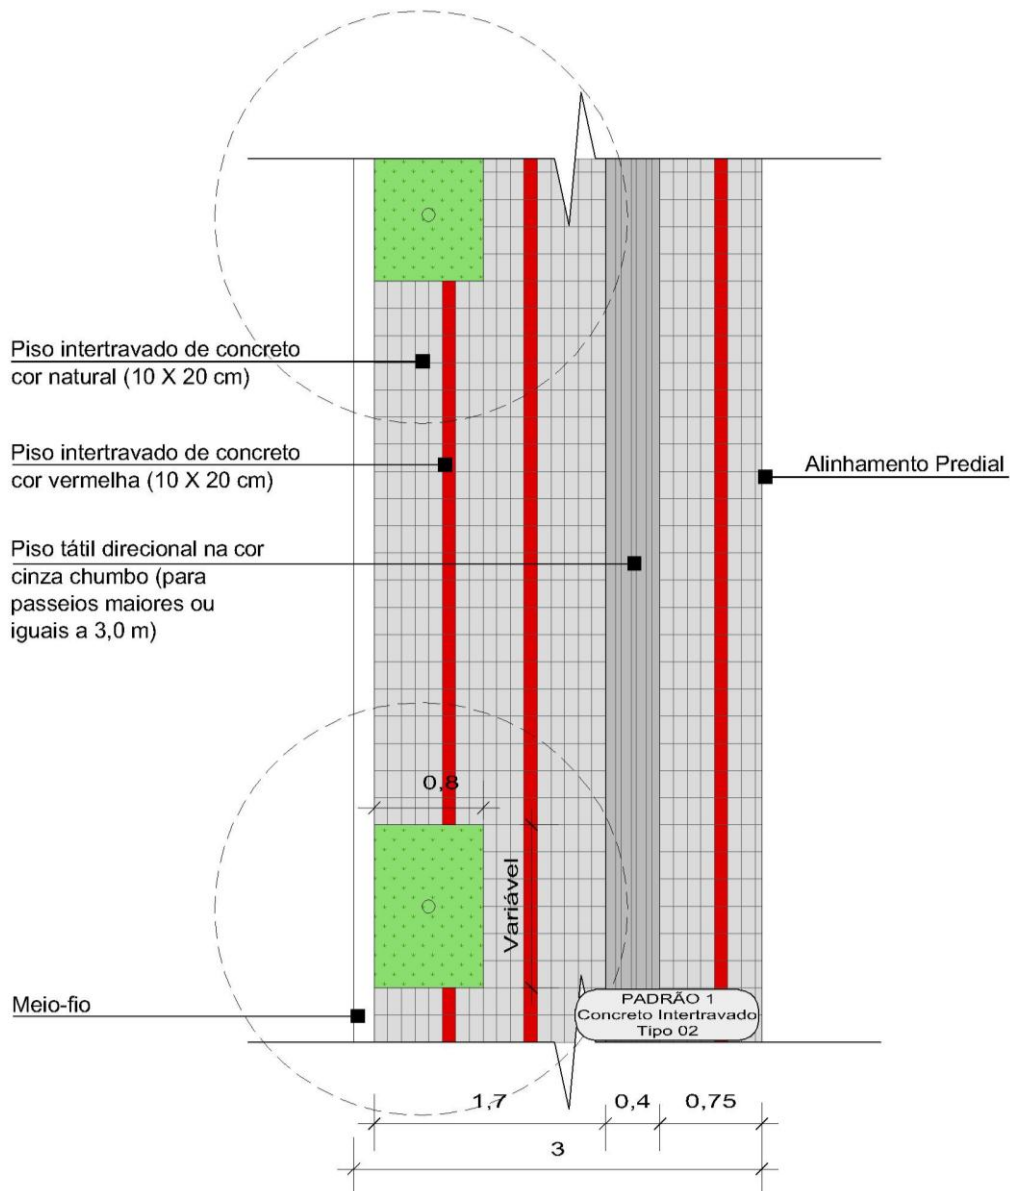 Piso intertravado de concreto
cor natural (10 X 20 cm)
Piso intertravado de concreto
cor vermelha (10 X 20 cm)
Alinhamento Predial
Piso tátil direcional na cor
cinza chumbo (para
passeios maiores ou
iguais a 3,0 m)
0,8
Variável
Meio-fio
PADRÃO 1
Concreto Intertravado
Tipo 02
1,7
0,4
0,75
3